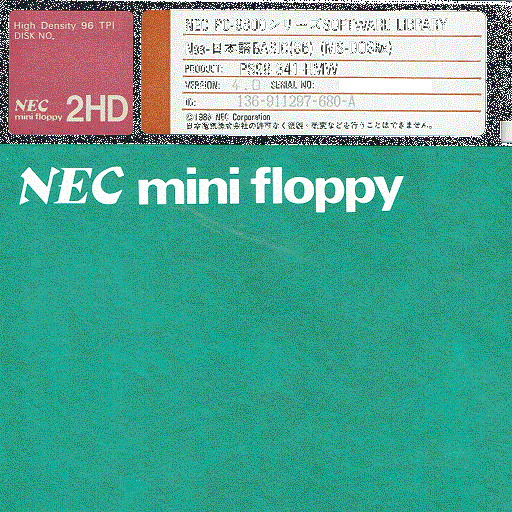 High Density 96 TPI
DISK NO.
NEC
mini floppy 2HD
NEC PC-9800シリーズSOFTWARE LIBRARY
N88-日本語BASIC(86) (MS-DOS版)
PRODUCT: PS98-341-HMW
VERSION: 4.0 SERIAL NO:
ID: 136-911297-680-A
©1986 NEC Corporation
日本電気株式会社の許可なく複製・改変などを行うことはできません。
NEC mini floppy